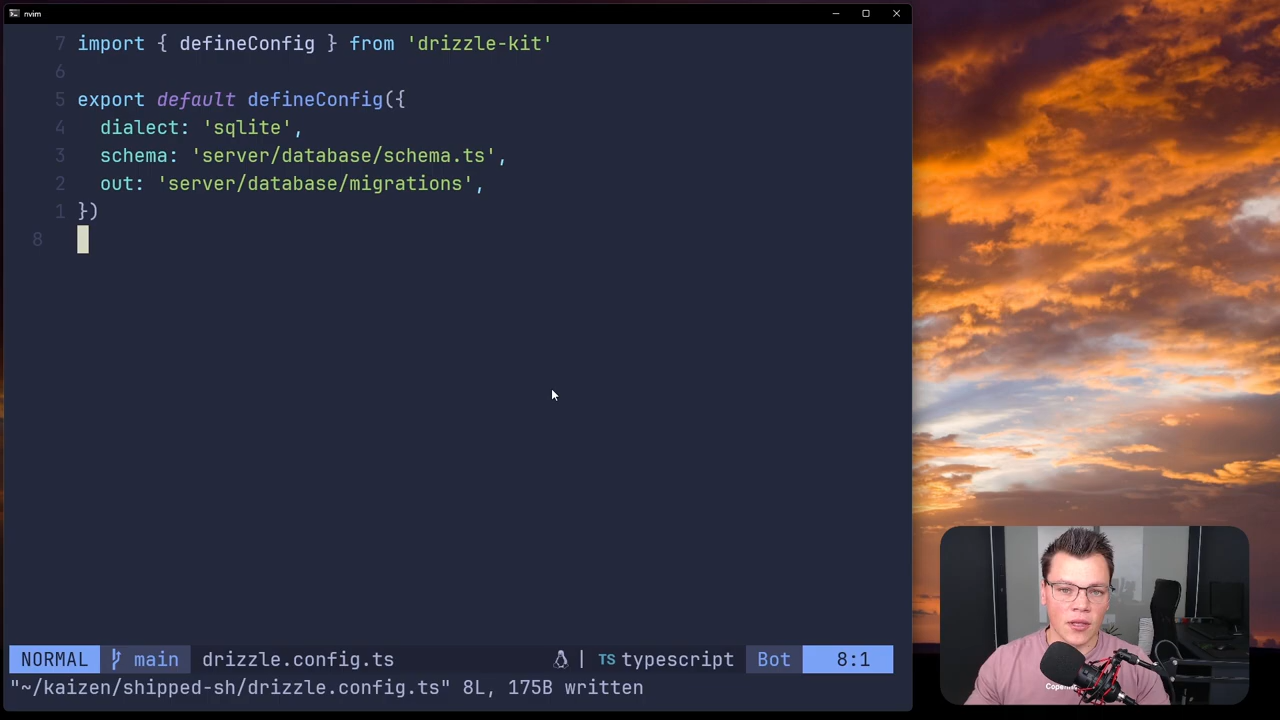 nvim
7 import { defineConfig } from 'drizzle-kit'
6
5 export default defineConfig({
4 dialect: 'sqlite',
3 schema: 'server/database/schema.ts',
2 out: 'server/database/migrations',
1 })
8
NORMAL main drizzle.config.ts | TS typescript Bot 8:1
"~/kaizen/shipped-sh/drizzle.config.ts" 8L, 175B written